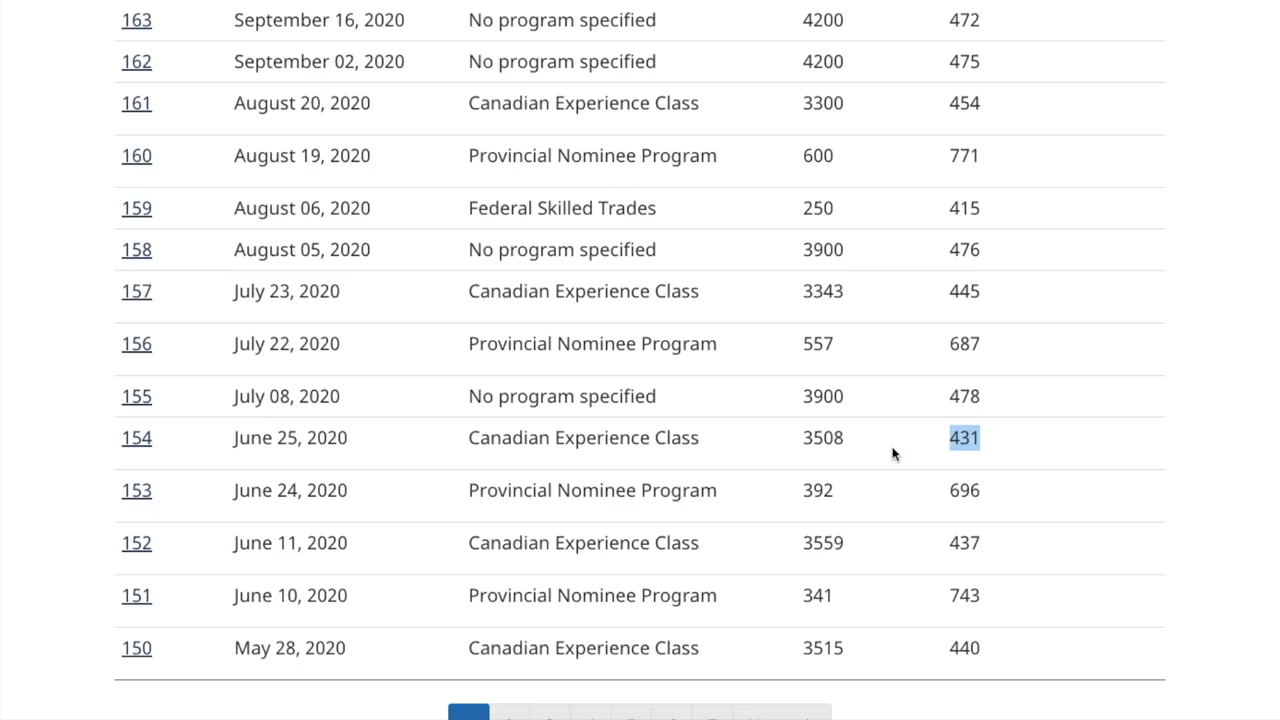 163 September 16, 2020 No program specified 4200 472
162 September 02, 2020 No program specified 4200 475
161 August 20, 2020 Canadian Experience Class 3300 454
160 August 19, 2020 Provincial Nominee Program 600 771
159 August 06, 2020 Federal Skilled Trades 250 415
158 August 05, 2020 No program specified 3900 476
157 July 23, 2020 Canadian Experience Class 3343 445
156 July 22, 2020 Provincial Nominee Program 557 687
155 July 08, 2020 No program specified 3900 478
154 June 25, 2020 Canadian Experience Class 3508 431
153 June 24, 2020 Provincial Nominee Program 392 696
152 June 11, 2020 Canadian Experience Class 3559 437
151 June 10, 2020 Provincial Nominee Program 341 743
150 May 28, 2020 Canadian Experience Class 3515 440